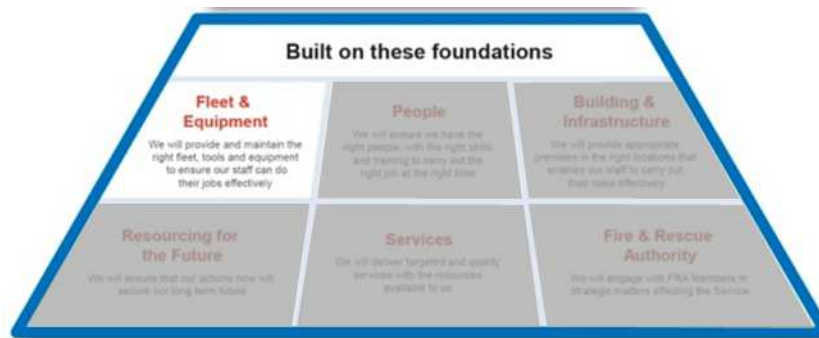 Built on these foundations
Fleet &
Equipment
We will provide and maintain the
right fleet, tools and equipment
to ensure our staff can do
their jobs effectively
People
We will ensure we have the
right people, with the right skills
and training to carry out the
right job at the right time
Building &
Infrastructure
We will provide appropriate
premises in the right locations that
enables our staff to carry out
their roles effectively
Resourcing for
the Future
We will ensure that our actions now will
secure our long term future
Services
We will deliver targeted and quality
services with the resources
available to us
Fire & Rescue
Authority
We will engage with FRA Members on
strategic matters affecting the Service